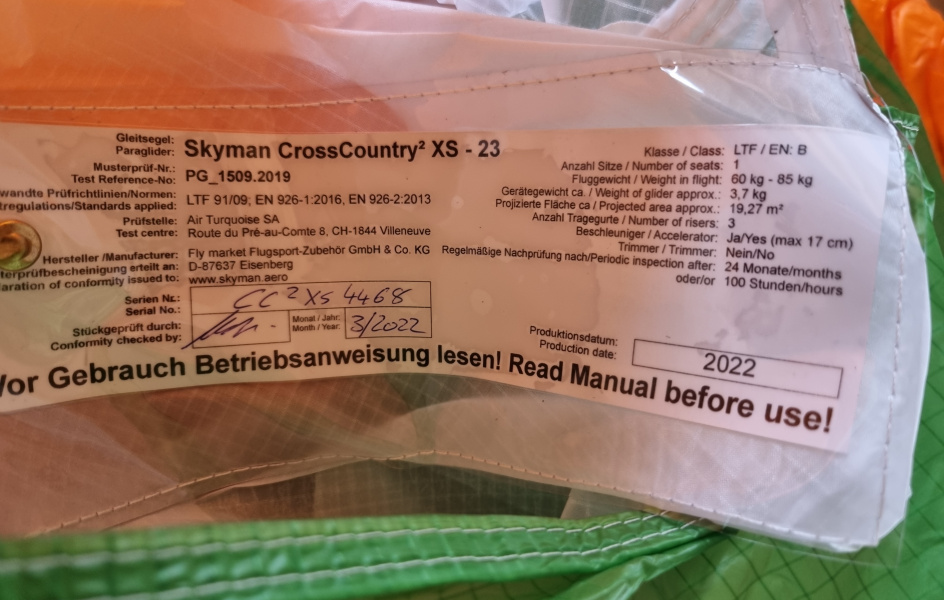 Gleitsegel:
Paraglider: Skyman CrossCountry² XS - 23
Musterprüf-Nr.:
Test Reference-No: PG_1509.2019
wandte Prüfrichtlinien/Normen:
tregulations/Standards applied: LTF 91/09; EN 926-1:2016, EN 926-2:2013
Prüfstelle: Air Turquoise SA
Test centre: Route du Pré-au-Comte 8, CH-1844 Villeneuve
Hersteller /Manufacturer: Fly market Flugsport-Zubehör GmbH & Co. KG
terprüfbescheinigung erteilt an: D-87637 Eisenberg
laration of conformity issued to: www.skyman.aero
Serien Nr.:
Serial No.: CC²XS 4468
Stückgeprüft durch:
Conformity checked by:
Monat / Jahr:
Month / Year: 3/2022
Klasse / Class: LTF / EN: B
Anzahl Sitze / Number of seats: 1
Fluggewicht / Weight in flight: 60 kg - 85 kg
Gerätegewicht ca. / Weight of glider approx.: 3,7 kg
Projizierte Fläche ca / Projected area approx.: 19,27 m²
Anzahl Tragegurte / Number of risers: 3
Beschleuniger / Accelerator: Ja/Yes (max 17 cm)
Trimmer / Trimmer: Nein/No
Regelmäßige Nachprüfung nach/Periodic inspection after: 24 Monate/months
oder/or 100 Stunden/hours
Produktionsdatum:
Production date: 2022
Vor Gebrauch Betriebsanweisung lesen! Read Manual before use!